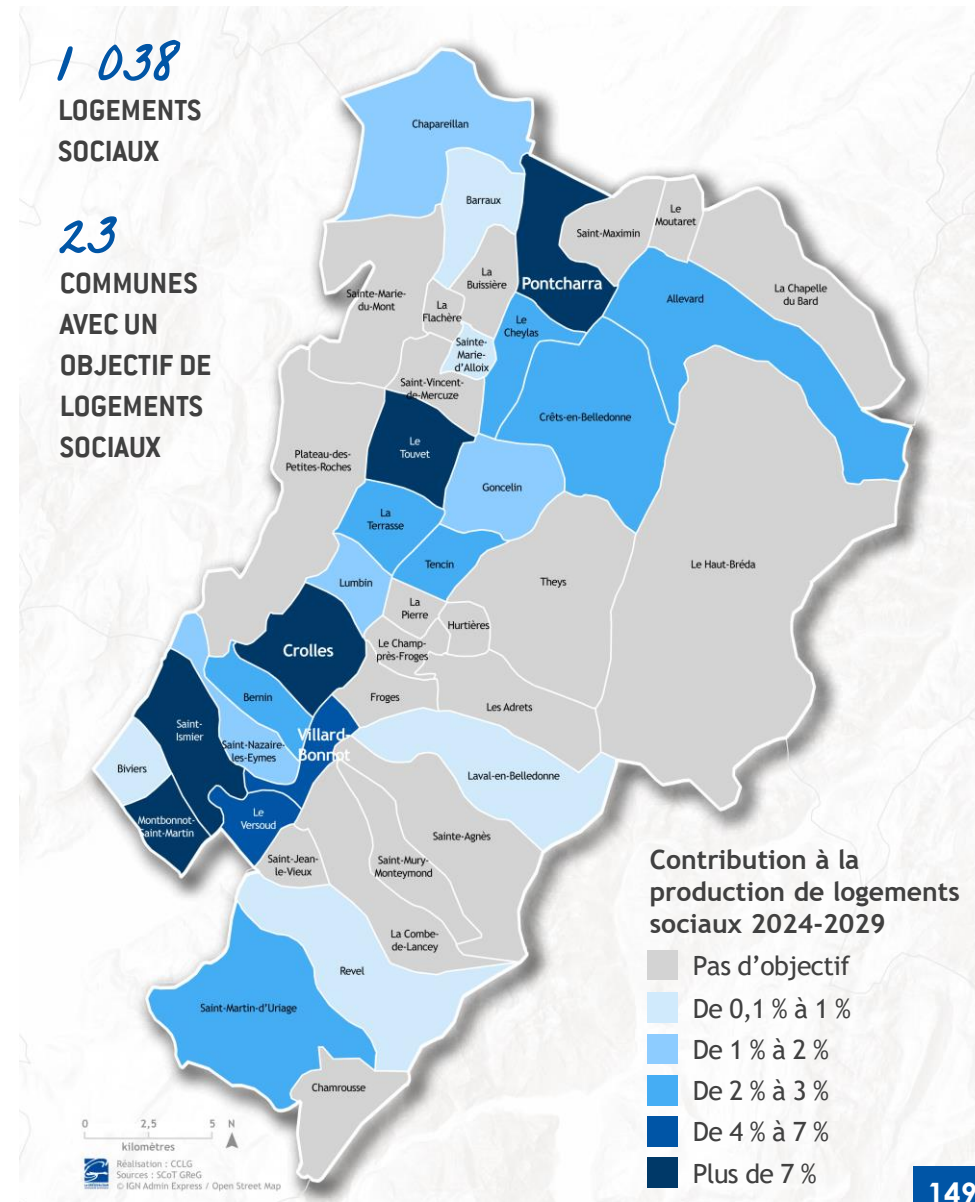 1 038
LOGEMENTS
SOCIAUX
23
COMMUNES
AVEC UN
OBJECTIF DE
LOGEMENTS
SOCIAUX
Chapareillan
Barraux
Le
Moutaret
Saint-Maximin
La
Buissière
Pontcharra
La Chapelle
du Bard
Allevard
Sainte-Marie-
du-Mont
La
Flachère
Le
Cheylas
Sainte-
Marie-
d'Alloix
Saint-Vincent-
de-Mercuze
Crêts-en-Belledonne
Le
Touvet
Plateau-des-
Petites-Roches
Goncelin
La
Terrasse
Tencin
Le Haut-Bréda
Lumbin
Theys
La
Pierre
Hurtières
Crolles
Le Champ-
près-Froges
Froges
Bernin
Les Adrets
Saint-
Ismier
Villard-
Bonnot
Saint-Nazaire-
les-Eymes
Biviers
Laval-en-Belledonne
Le
Versoud
Montbonnot-
Saint-Martin
Sainte-Agnès
Saint-Jean-
le-Vieux
Saint-Mury-
Monteymond
La Combe-
de-Lancey
Revel
Saint-Martin-d'Uriage
Chamrousse
Contribution à la
production de logements
sociaux 2024-2029
Pas d'objectif
De 0,1 % à 1 %
De 1 % à 2 %
De 2 % à 3 %
De 4 % à 7 %
Plus de 7 %
0 2,5 5 N
kilomètres
Réalisation : CCLG
Sources : SCoT GReG
© IGN Admin Express / Open Street Map
149